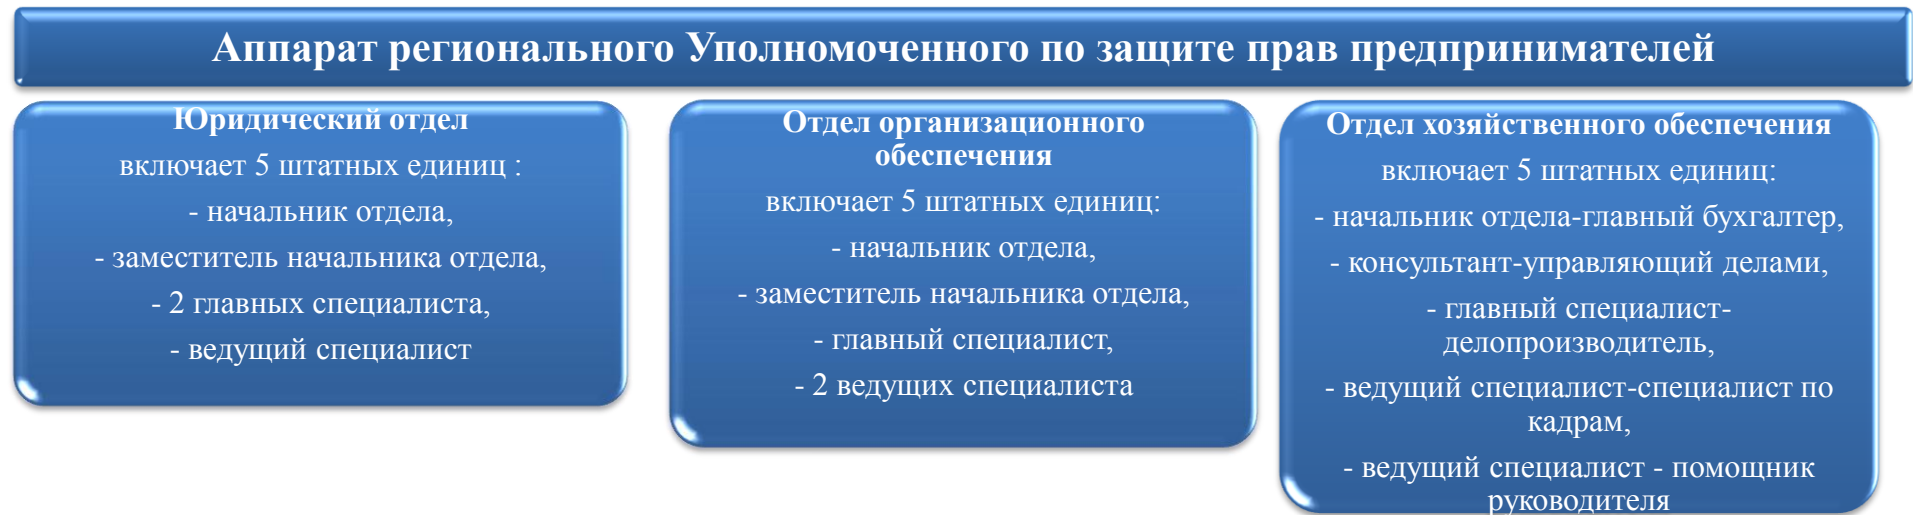 Аппарат регионального Уполномоченного по защите прав предпринимателей
Юридический отдел
включает 5 штатных единиц :
- начальник отдела,
- заместитель начальника отдела,
- 2 главных специалиста,
- ведущий специалист
Отдел организационного
обеспечения
включает 5 штатных единиц:
- начальник отдела,
- заместитель начальника отдела,
- главный специалист,
- 2 ведущих специалиста
Отдел хозяйственного обеспечения
включает 5 штатных единиц:
- начальник отдела-главный бухгалтер,
- консультант-управляющий делами,
- главный специалист-
делопроизводитель,
- ведущий специалист-специалист по
кадрам,
- ведущий специалист - помощник
руководителя